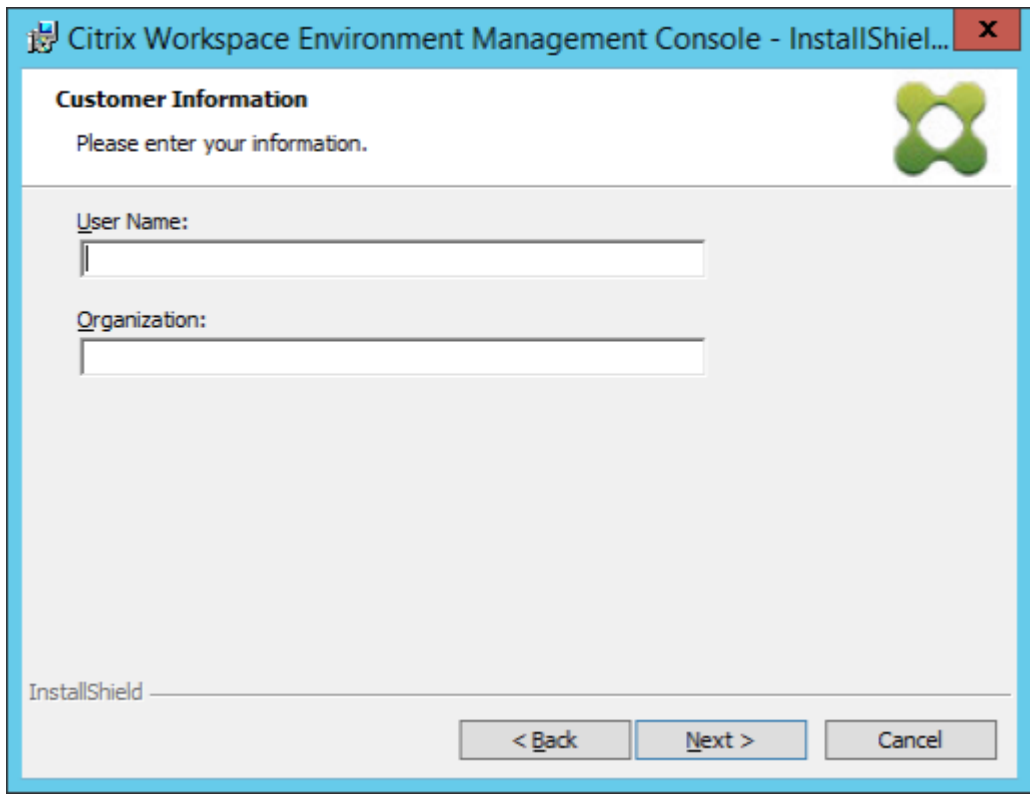 Citrix Workspace Environment Management Console - InstallShiel...
x
Customer Information
Please enter your information.
User Name:
Organization:
InstallShield
< Back
Next >
Cancel